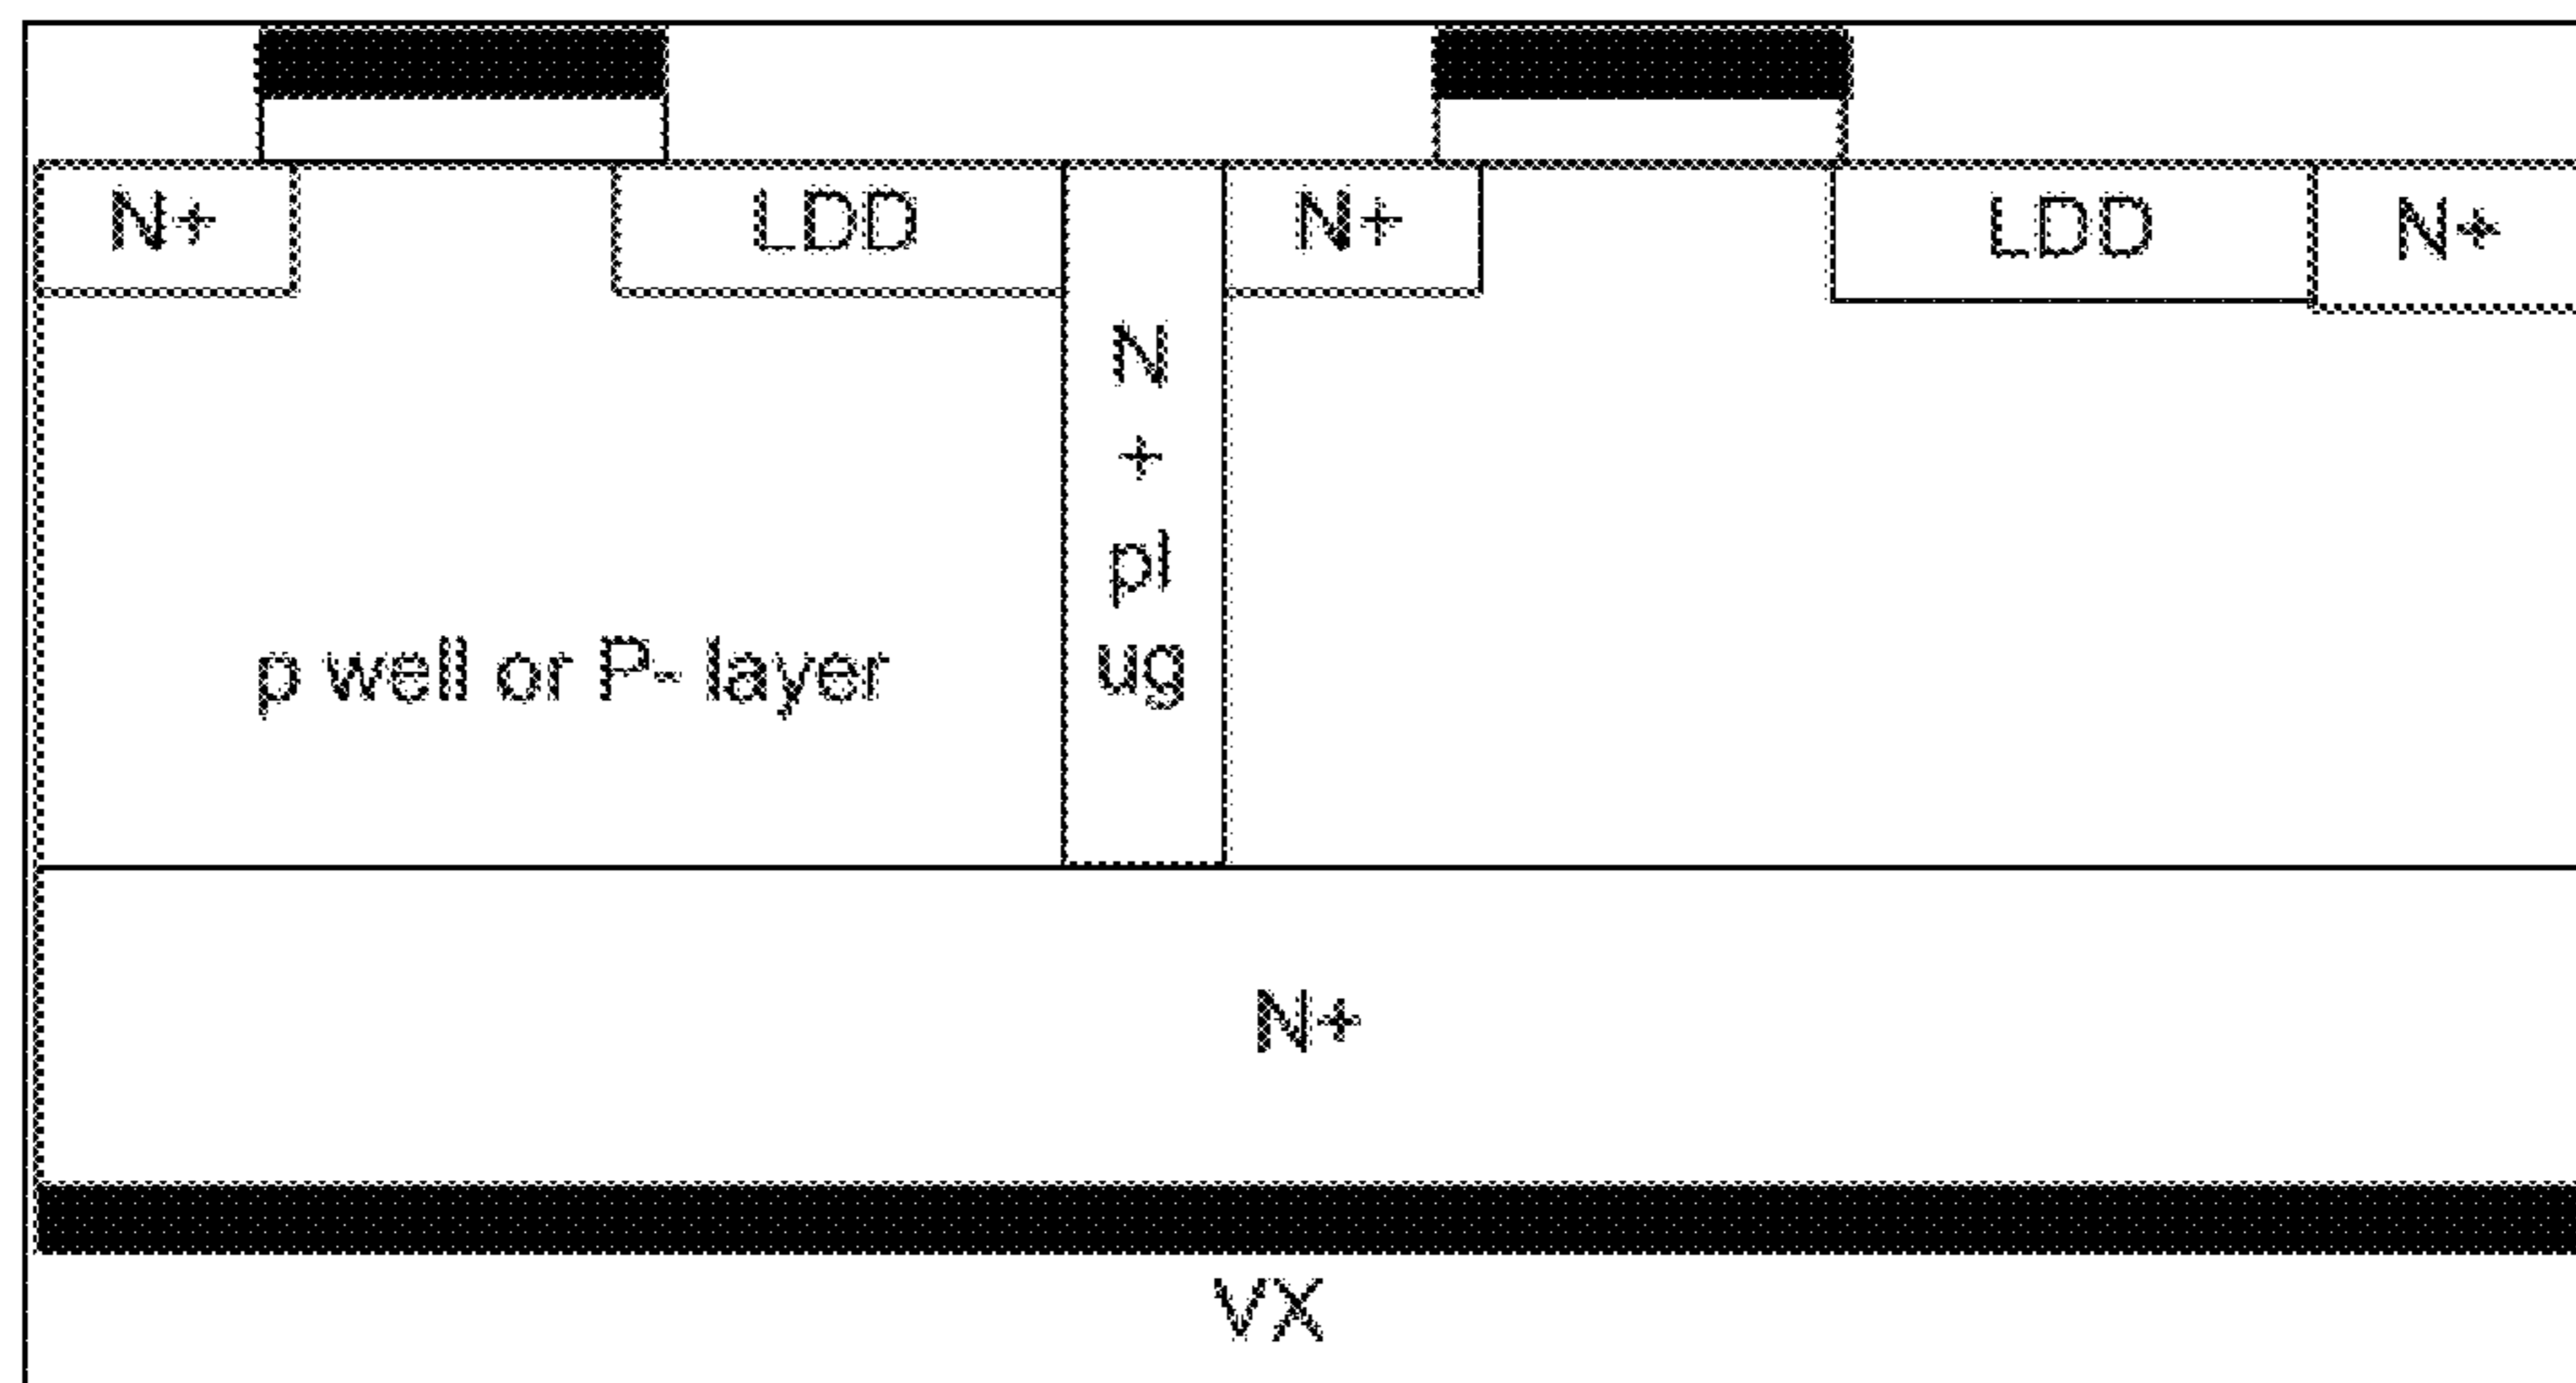 N+
LDD
N+
LDD
N+
N
+
pl
ug
p well or P- layer
N+
VX